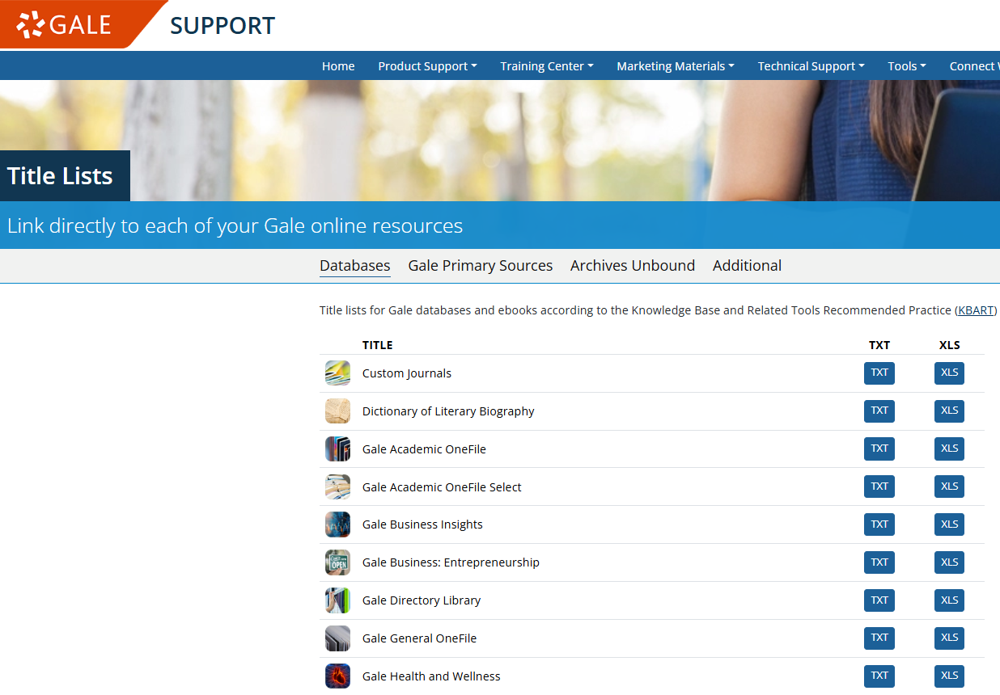 GALE SUPPORT
Home Product Support Training Center Marketing Materials Technical Support Tools Connect
Title Lists
Link directly to each of your Gale online resources
Databases Gale Primary Sources Archives Unbound Additional
Title lists for Gale databases and ebooks according to the Knowledge Base and Related Tools Recommended Practice (KBART)
TITLE TXT XLS
Custom Journals TXT XLS
Dictionary of Literary Biography TXT XLS
Gale Academic OneFile TXT XLS
Gale Academic OneFile Select TXT XLS
Gale Business Insights TXT XLS
OPEN
Gale Business: Entrepreneurship TXT XLS
Gale Directory Library TXT XLS
Gale General OneFile TXT XLS
Gale Health and Wellness TXT XLS